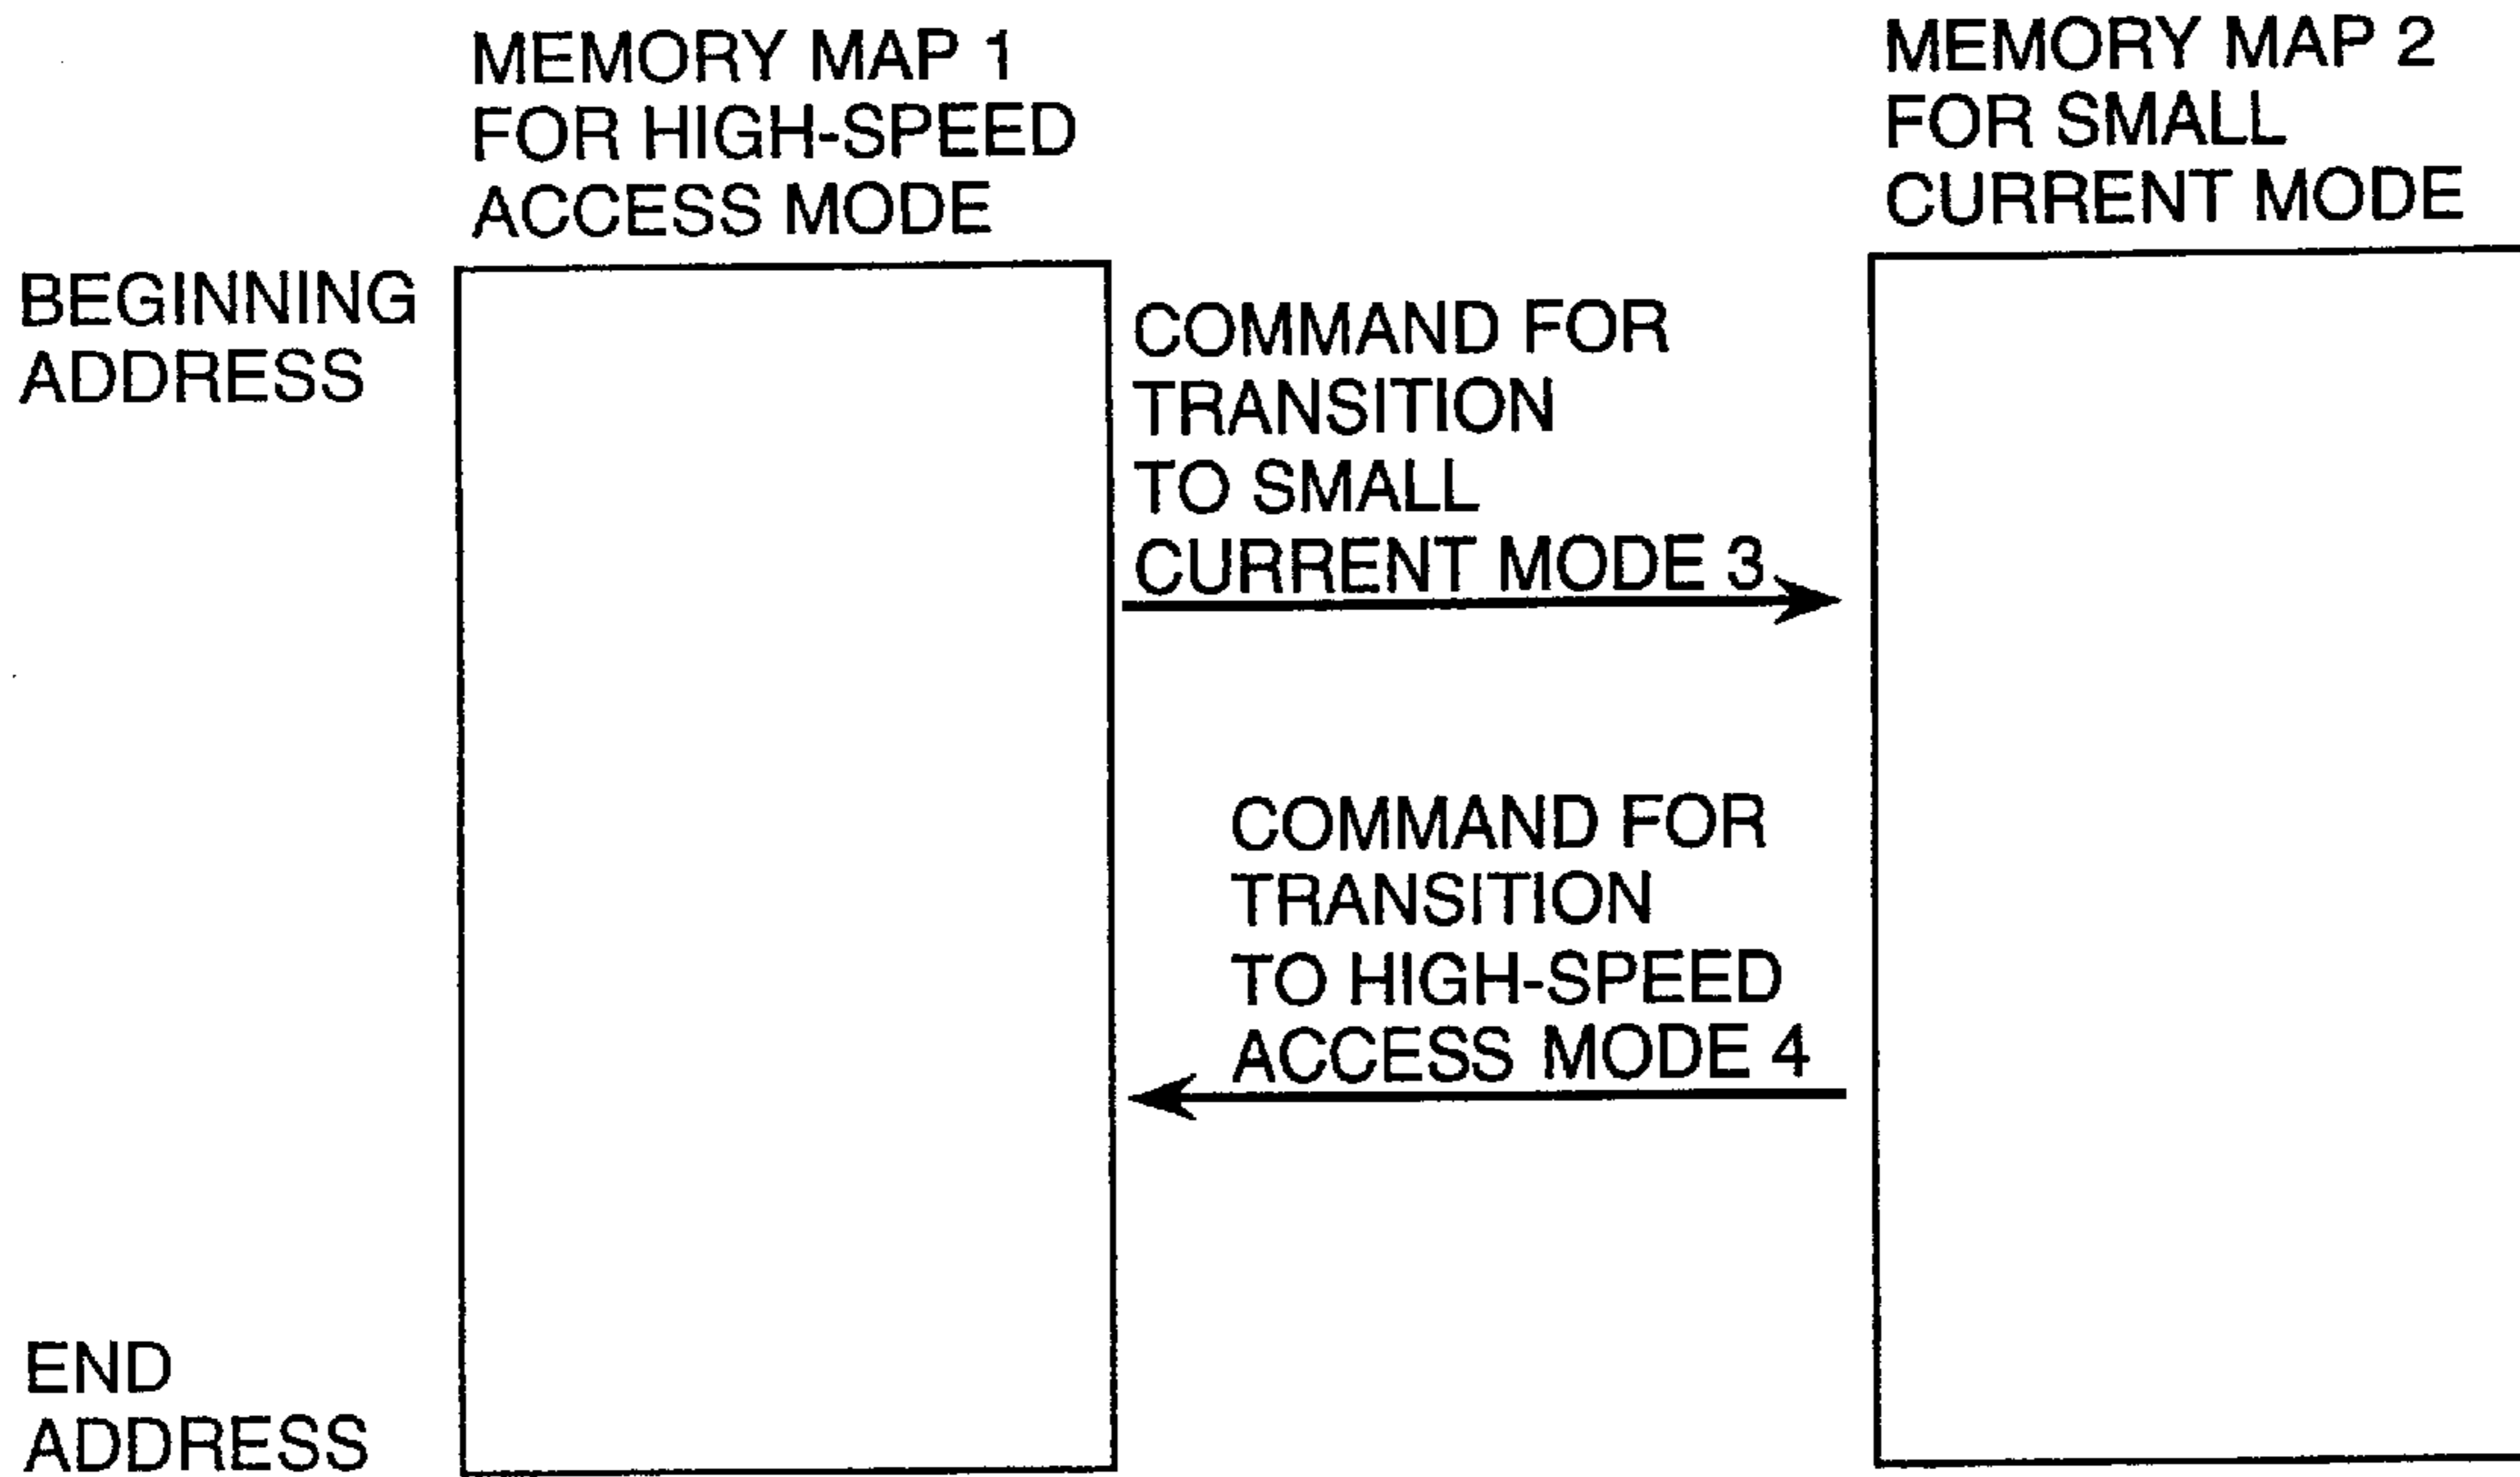 MEMORY MAP 1
FOR HIGH-SPEED
ACCESS MODE
MEMORY MAP 2
FOR SMALL
CURRENT MODE
BEGINNING
ADDRESS
COMMAND FOR
TRANSITION
TO SMALL
CURRENT MODE 3
COMMAND FOR
TRANSITION
TO HIGH-SPEED
ACCESS MODE 4
END
ADDRESS